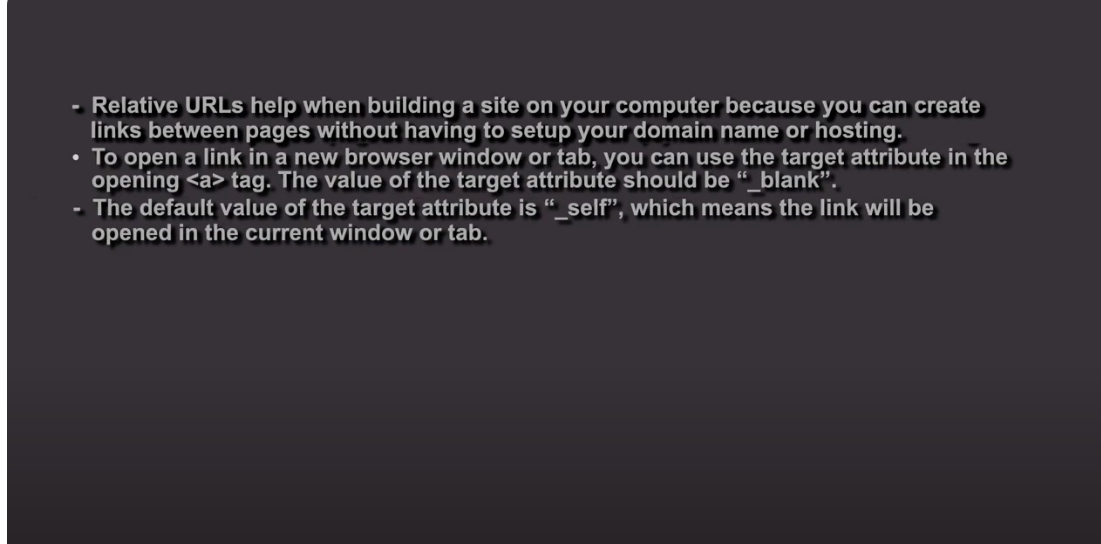 - Relative URLs help when building a site on your computer because you can create
links between pages without having to setup your domain name or hosting.
• To open a link in a new browser window or tab, you can use the target attribute in the
opening <a> tag. The value of the target attribute should be “_blank”.
- The default value of the target attribute is “_self”, which means the link will be
opened in the current window or tab.